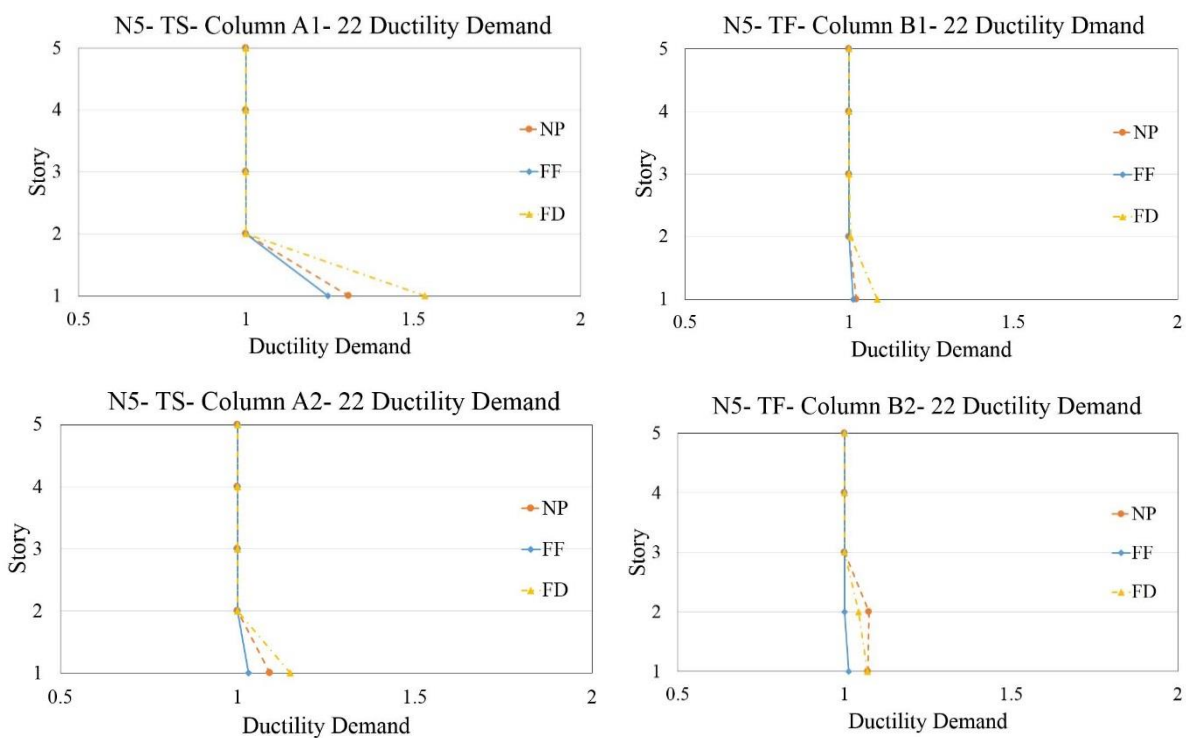 N5- TS- Column A1- 22 Ductility Demand
5
4
3
2
1
Story
NP
FF
FD
0.5 1 1.5 2
Ductility Demand
N5- TF- Column B1- 22 Ductility Dmand
5
4
3
2
1
Story
NP
FF
FD
0.5 1 1.5 2
Ductility Demand
N5- TS- Column A2- 22 Ductility Demand
5
4
3
2
1
Story
NP
FF
FD
0.5 1 1.5 2
Ductility Demand
N5- TF- Column B2- 22 Ductility Demand
5
4
3
2
1
Story
NP
FF
FD
0.5 1 1.5 2
Ductility Demand